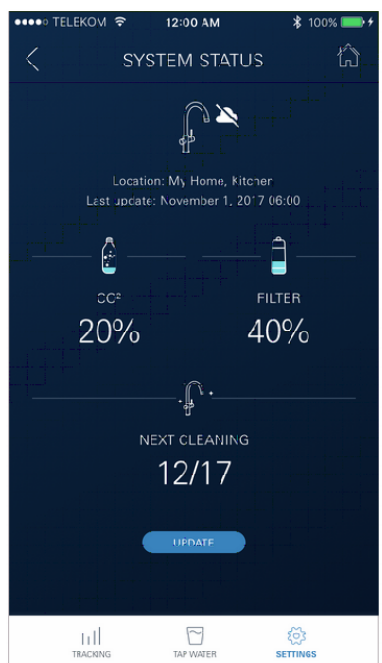 TELEKOM 12:00 AM 100%
SYSTEM STATUS
Location: My Home, Kitchen
Last update: November 1, 2017 06:00
CO² FILTER
20% 40%
NEXT CLEANING
12/17
UPDATE
TRACKING TAP WATER SETTINGS